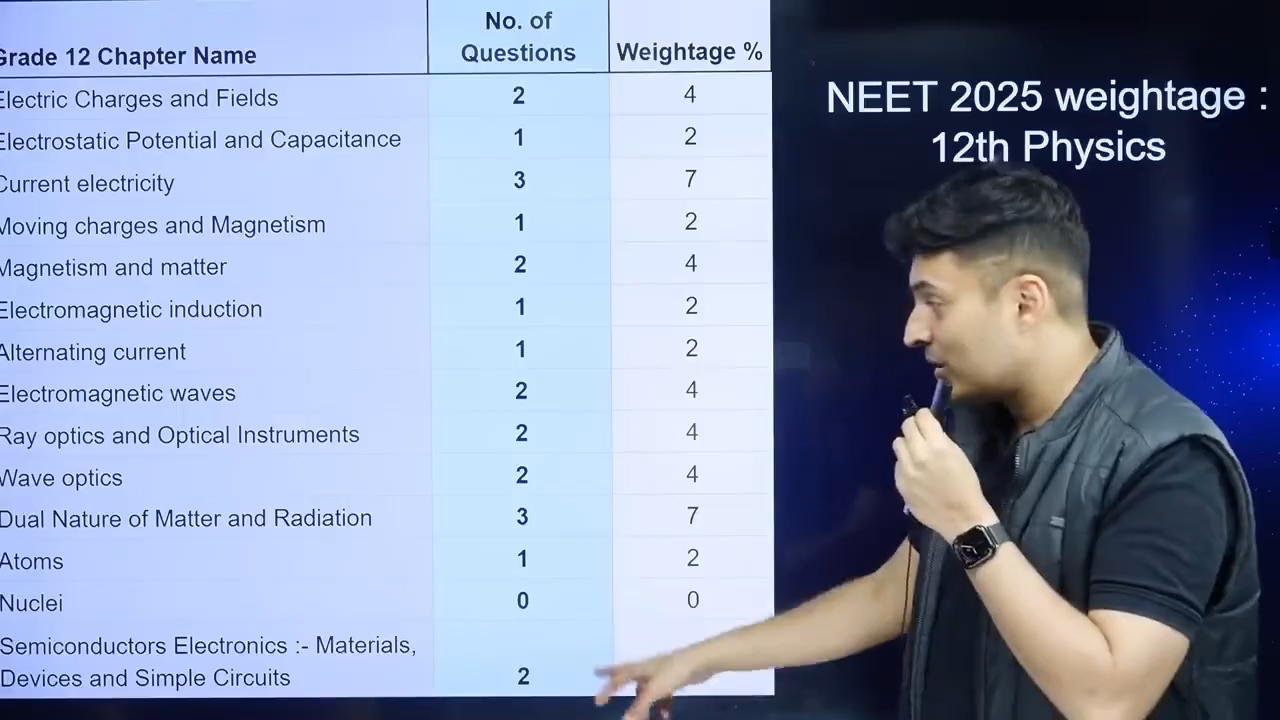 Grade 12 Chapter Name No. of Questions Weightage %
Electric Charges and Fields 2 4
Electrostatic Potential and Capacitance 1 2
Current electricity 3 7
Moving charges and Magnetism 1 2
Magnetism and matter 2 4
Electromagnetic induction 1 2
Alternating current 1 2
Electromagnetic waves 2 4
Ray optics and Optical Instruments 2 4
Wave optics 2 4
Dual Nature of Matter and Radiation 3 7
Atoms 1 2
Nuclei 0 0
Semiconductors Electronics :- Materials,
Devices and Simple Circuits 2
NEET 2025 weightage :
12th Physics